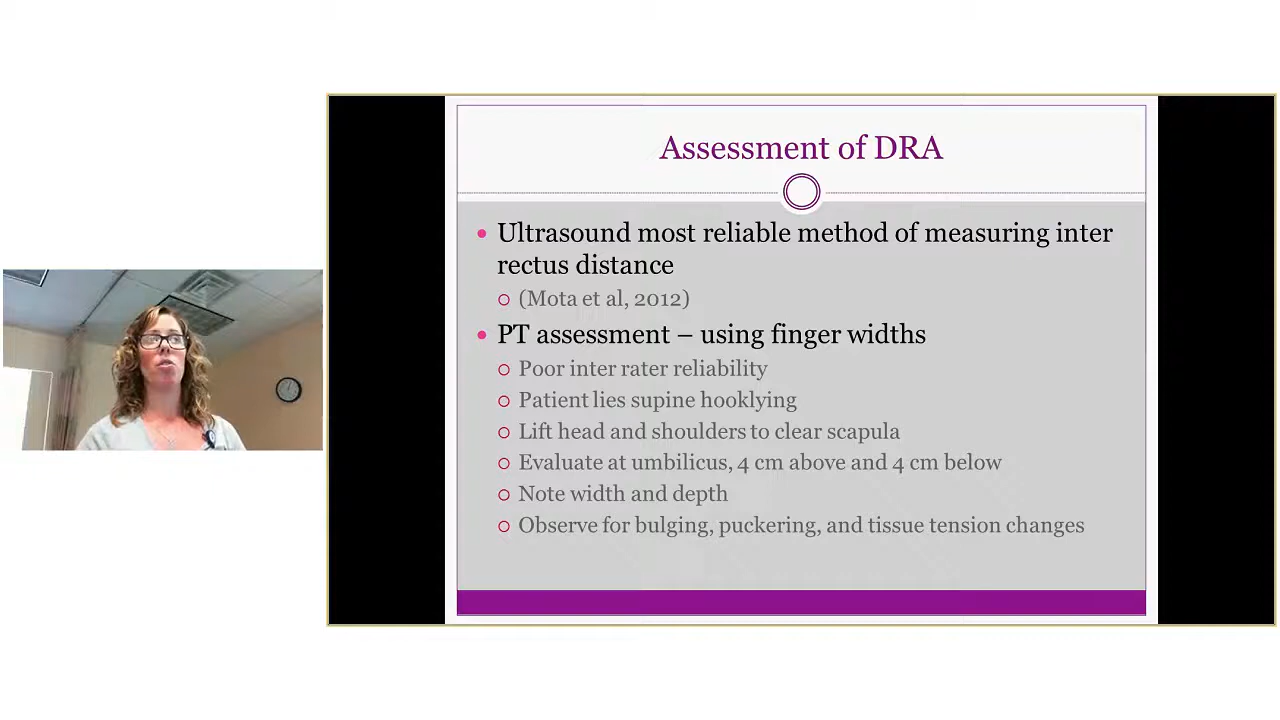 Assessment of DRA
Ultrasound most reliable method of measuring inter
rectus distance
(Mota et al, 2012)
PT assessment – using finger widths
Poor inter rater reliability
Patient lies supine hooklying
Lift head and shoulders to clear scapula
Evaluate at umbilicus, 4 cm above and 4 cm below
Note width and depth
Observe for bulging, puckering, and tissue tension changes